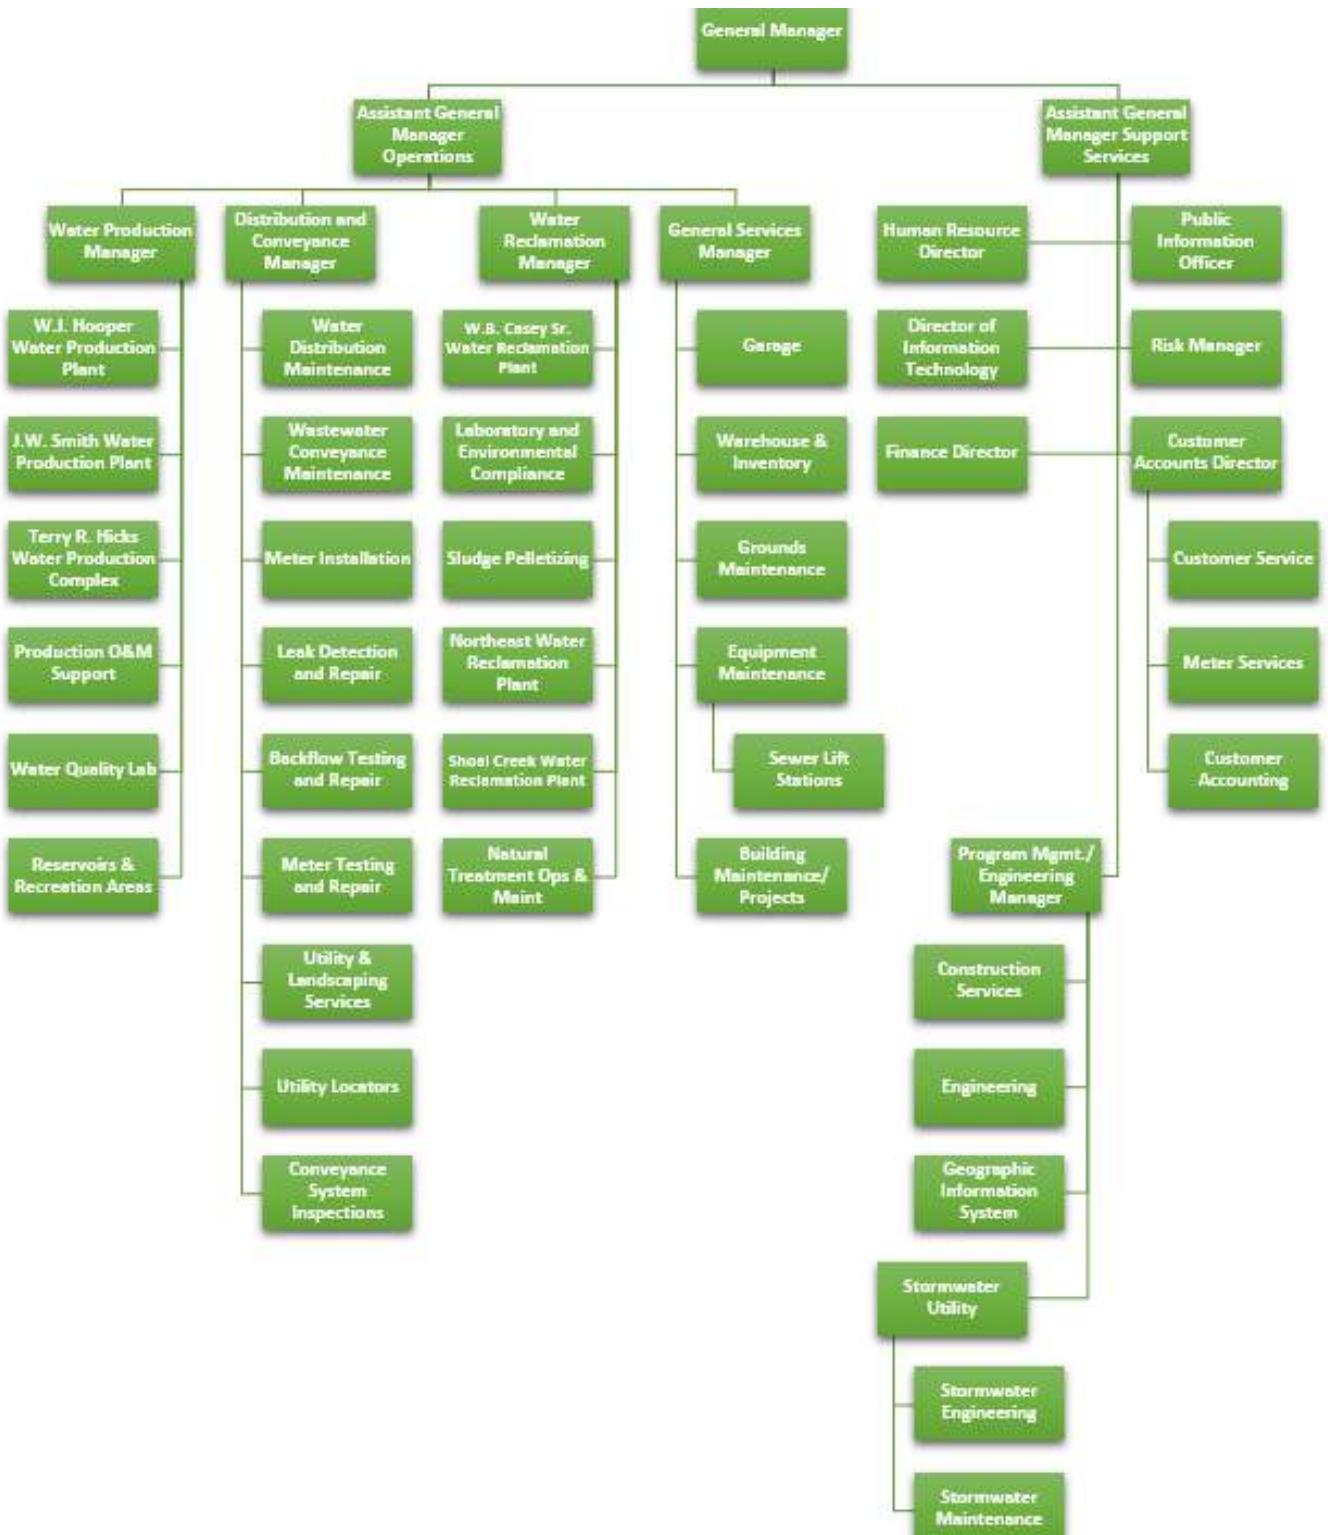 General Manager
Assistant General
Manager
Operations
Assistant General
Manager Support
Services
Water Production
Manager
Distribution and
Conveyance
Manager
Water
Reclamation
Manager
General Services
Manager
Human Resource
Director
Public
Information
Officer
W.J. Hooper
Water Production
Plant
Water
Distribution
Maintenance
W.B. Casey Sr.
Water Reclamation
Plant
Garage
Director of
Information
Technology
Risk Manager
J.W. Smith Water
Production Plant
Wastewater
Conveyance
Maintenance
Laboratory and
Environmental
Compliance
Warehouse &
Inventory
Finance Director
Customer
Accounts Director
Terry R. Hicks
Water Production
Complex
Meter Installation
Sludge Pelletizing
Grounds
Maintenance
Customer Service
Production O&M
Support
Leak Detection
and Repair
Northeast Water
Reclamation
Plant
Equipment
Maintenance
Meter Services
Water Quality Lab
Backflow Testing
and Repair
Shoal Creek Water
Reclamation Plant
Sewer Lift
Stations
Customer
Accounting
Reservoirs &
Recreation Areas
Meter Testing
and Repair
Natural
Treatment Ops &
Maint
Building
Maintenance/
Projects
Program Mgmt./
Engineering
Manager
Utility &
Landscaping
Services
Construction
Services
Utility Locators
Engineering
Conveyance
System
Inspections
Geographic
Information
System
Stormwater
Utility
Stormwater
Engineering
Stormwater
Maintenance